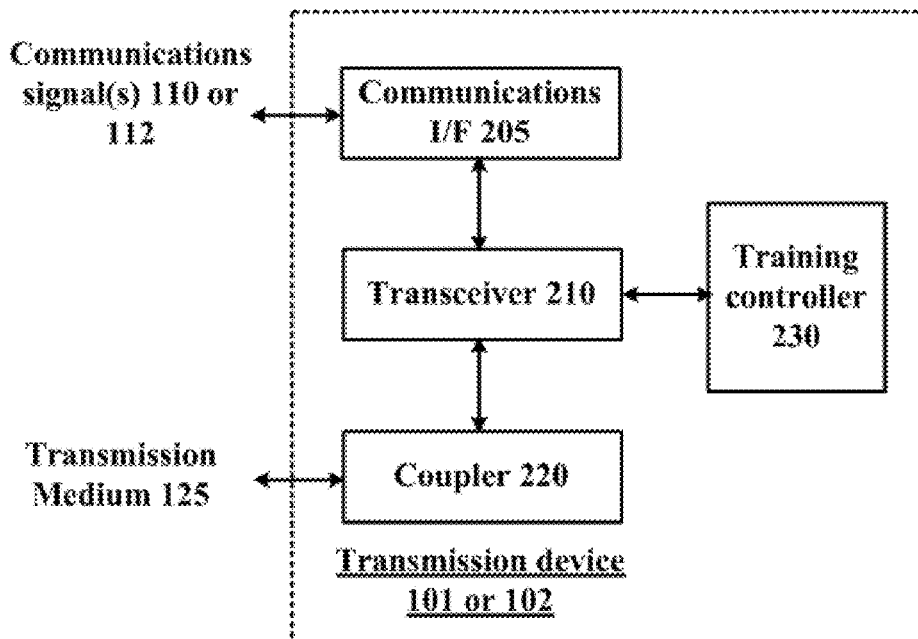 Communications
signal(s) 110 or
112
Communications
I/F 205
Transceiver 210
Training
controller
230
Transmission
Medium 125
Coupler 220
Transmission device
101 or 102